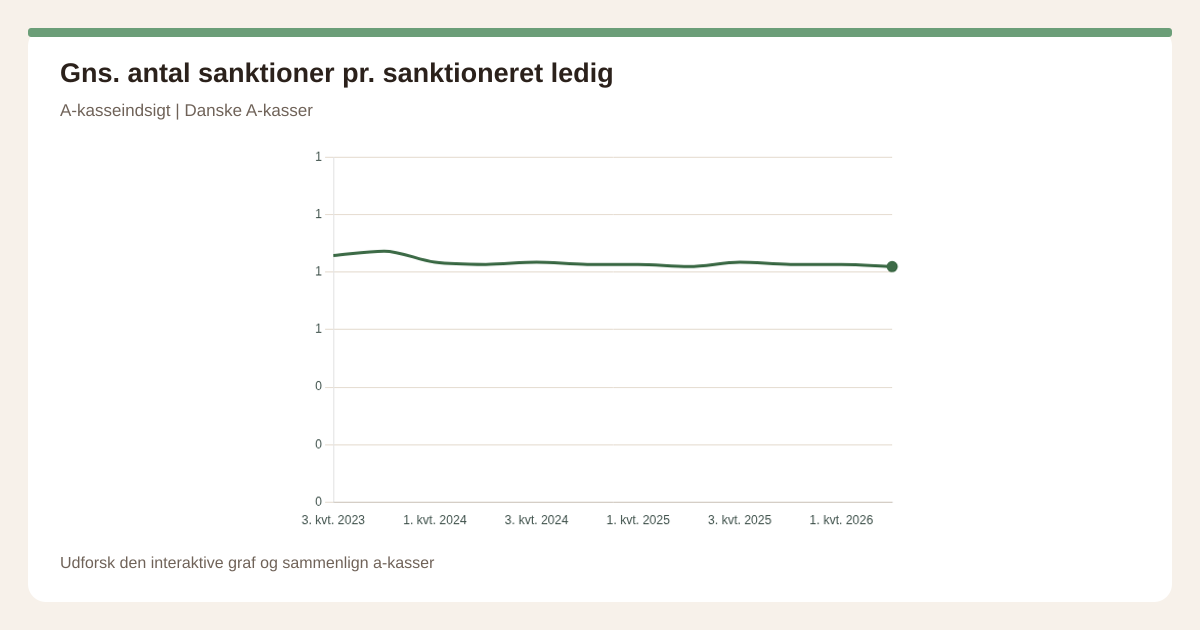 Gns. antal sanktioner pr. sanktioneret ledig
A-kasseindsigt | Danske A-kasser
1
1
1
1
0
0
0
3. kvt. 2023 1. kvt. 2024 3. kvt. 2024 1. kvt. 2025 3. kvt. 2025 1. kvt. 2026
Udforsk den interaktive graf og sammenlign a-kasser